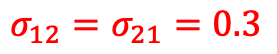 σ₁₂ = σ₂₁ = 0.3